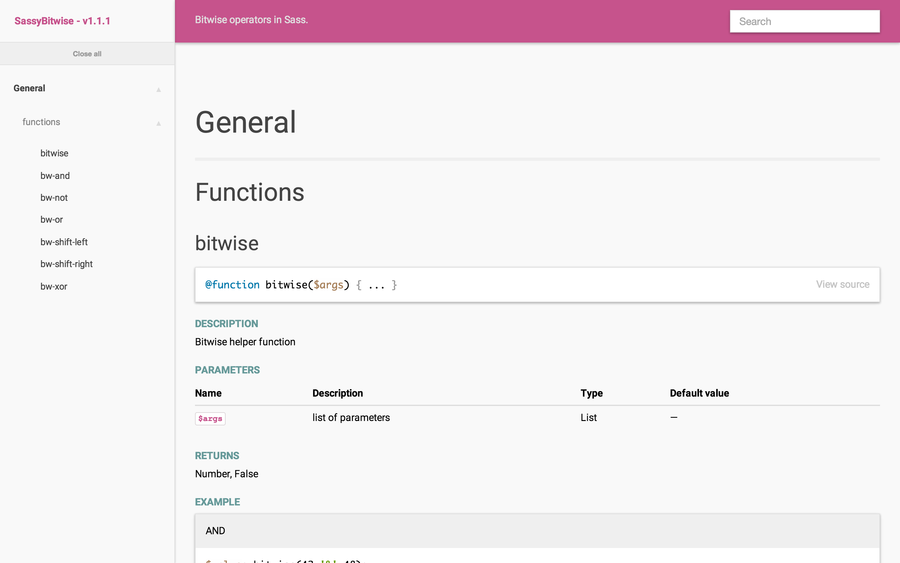 SassyBitwise - v1.1.1
Bitwise operators in Sass.
Search
Close all
General
functions
bitwise
bw-and
bw-not
bw-or
bw-shift-left
bw-shift-right
bw-xor
General
Functions
bitwise
@function bitwise($args) { ... }
View source
DESCRIPTION
Bitwise helper function
PARAMETERS
Name Description Type Default value
$args list of parameters List —
RETURNS
Number, False
EXAMPLE
AND